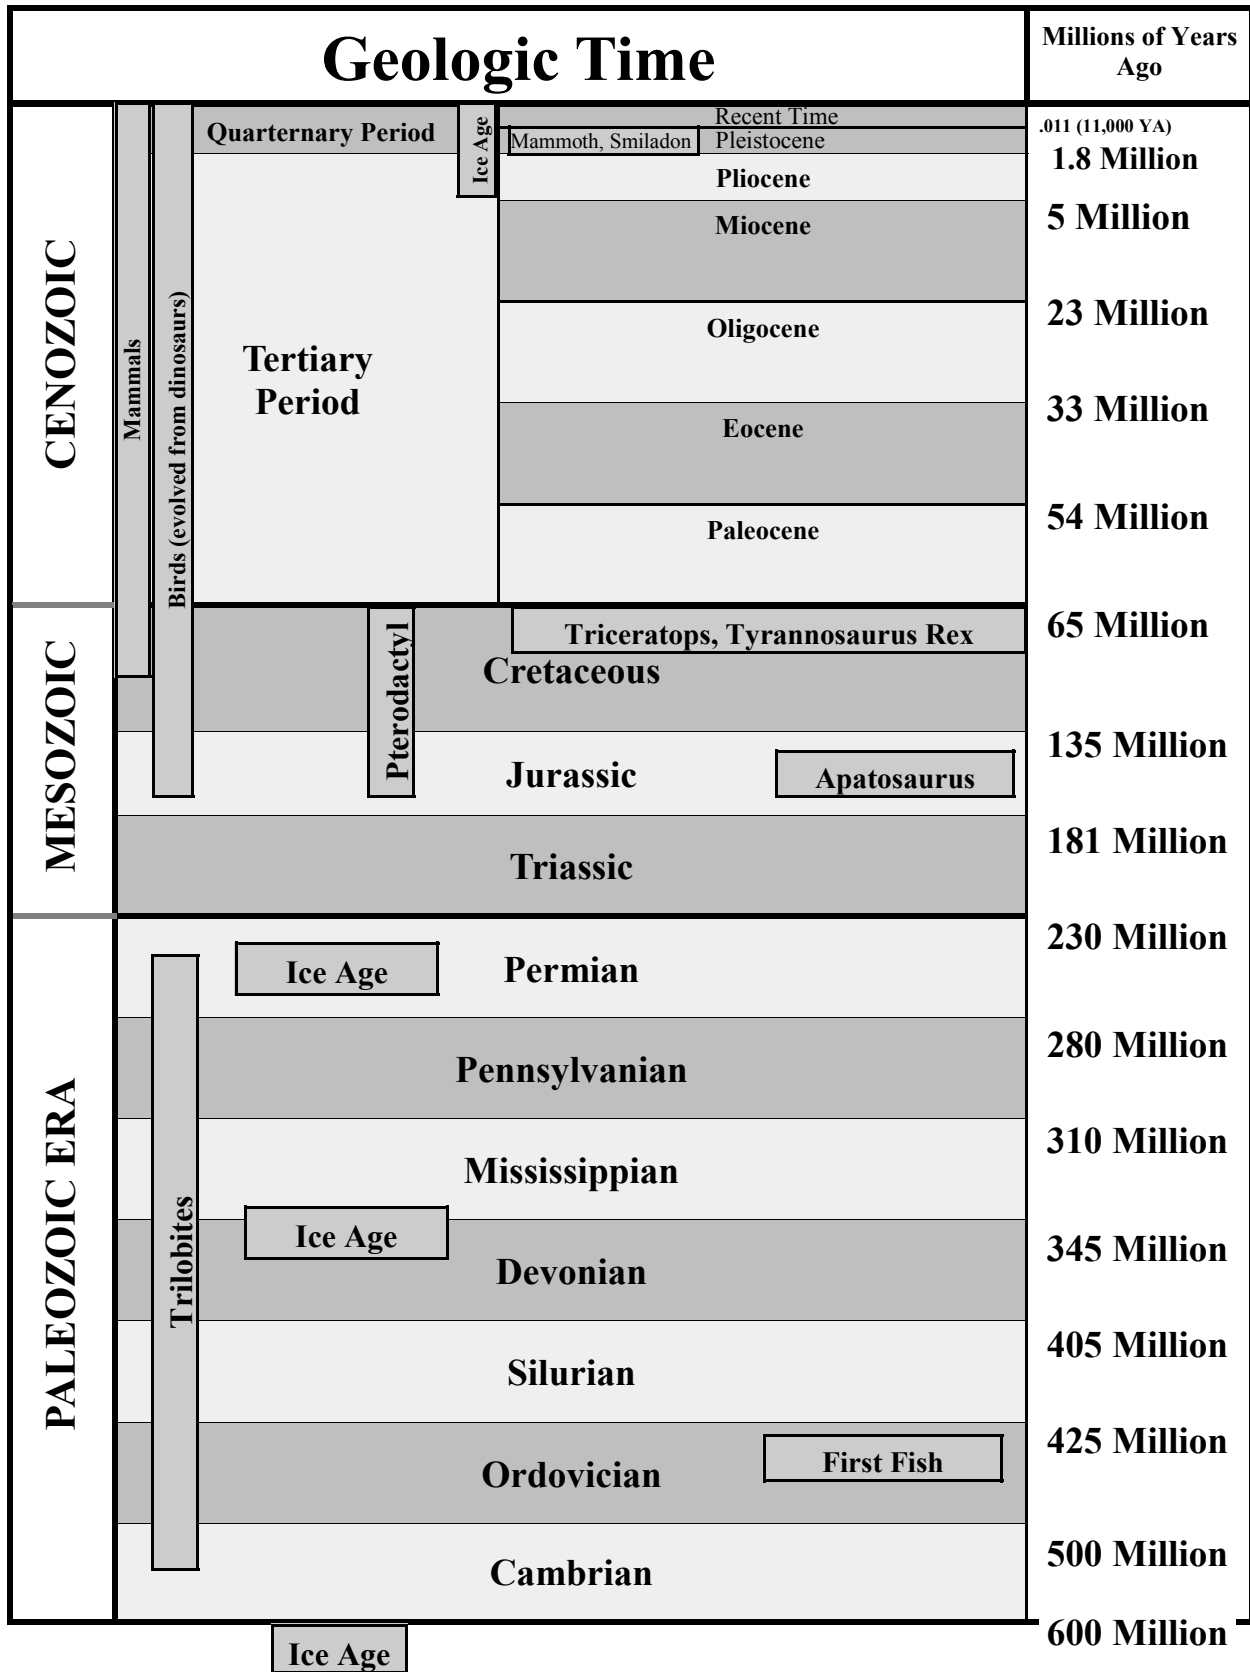 Geologic Time
Millions of Years
Ago
CENOZOIC
Mammals
Birds (evolved from dinosaurs)
Quarternary Period
Ice Age
Recent Time
.011 (11,000 YA)
Mammoth, Smiladon
Pleistocene
1.8 Million
Pliocene
5 Million
Miocene
23 Million
Oligocene
Tertiary
Period
33 Million
Eocene
54 Million
Paleocene
MESOZOIC
65 Million
Triceratops, Tyrannosaurus Rex
Cretaceous
Pterodactyl
135 Million
Jurassic
Apatosaurus
181 Million
Triassic
PALEOZOIC ERA
230 Million
Ice Age
Permian
Trilobites
280 Million
Pennsylvanian
310 Million
Mississippian
Ice Age
345 Million
Devonian
405 Million
Silurian
425 Million
First Fish
Ordovician
500 Million
Cambrian
600 Million
Ice Age